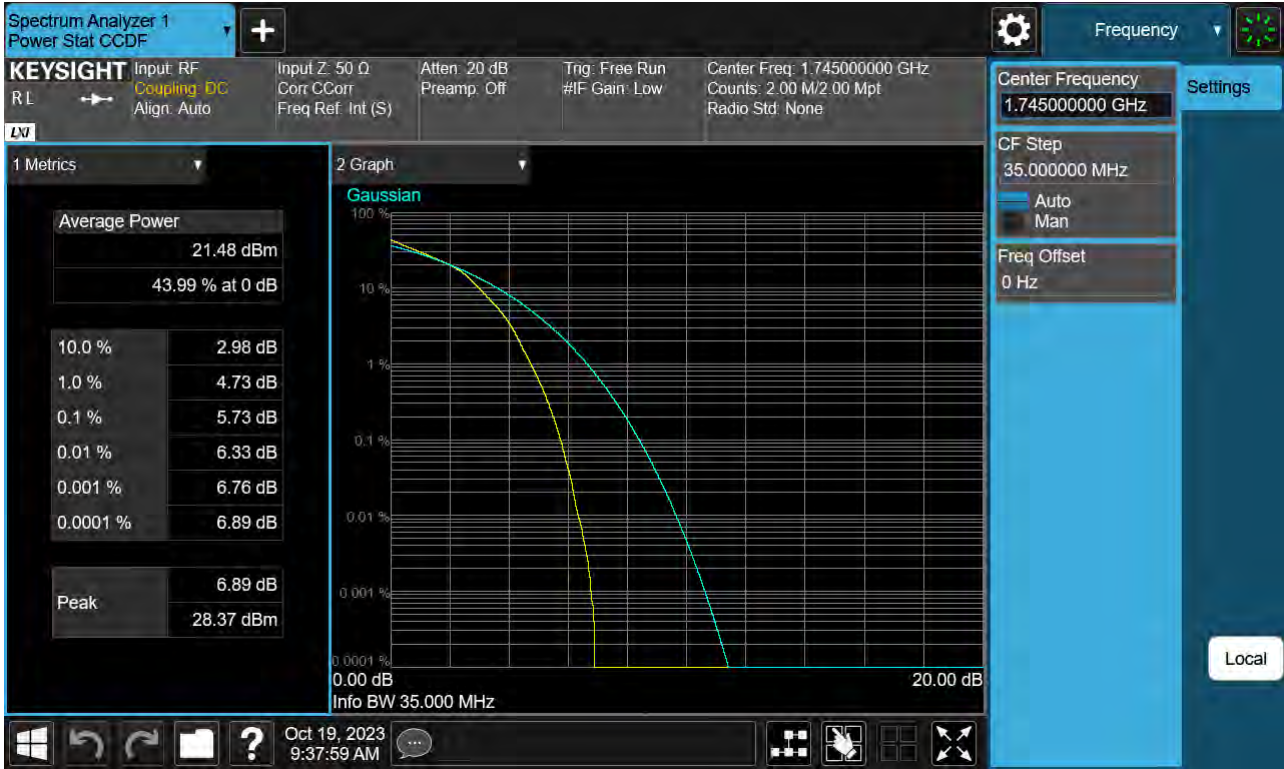 Spectrum Analyzer 1
Power Stat CCDF
Frequency
KEYSIGHT
R L
LXI
Input: RF
Coupling: DC
Align: Auto
Input Z: 50 Ω
Corr CCorr
Freq Ref: Int (S)
Atten: 20 dB
Preamp: Off
Trig: Free Run
#IF Gain: Low
Center Freq: 1.745000000 GHz
Counts: 2.00 M/2.00 Mpt
Radio Std: None
Center Frequency
1.745000000 GHz
Settings
CF Step
35.000000 MHz
Auto
Man
Freq Offset
0 Hz
Local
1 Metrics
Average Power
21.48 dBm
43.99 % at 0 dB
10.0 % 2.98 dB
1.0 % 4.73 dB
0.1 % 5.73 dB
0.01 % 6.33 dB
0.001 % 6.76 dB
0.0001 % 6.89 dB
Peak
6.89 dB
28.37 dBm
2 Graph
Gaussian
100 %
10 %
1 %
0.1 %
0.01 %
0.001 %
0.0001 %
0.00 dB 20.00 dB
Info BW 35.000 MHz
?
Oct 19, 2023
9:37:59 AM